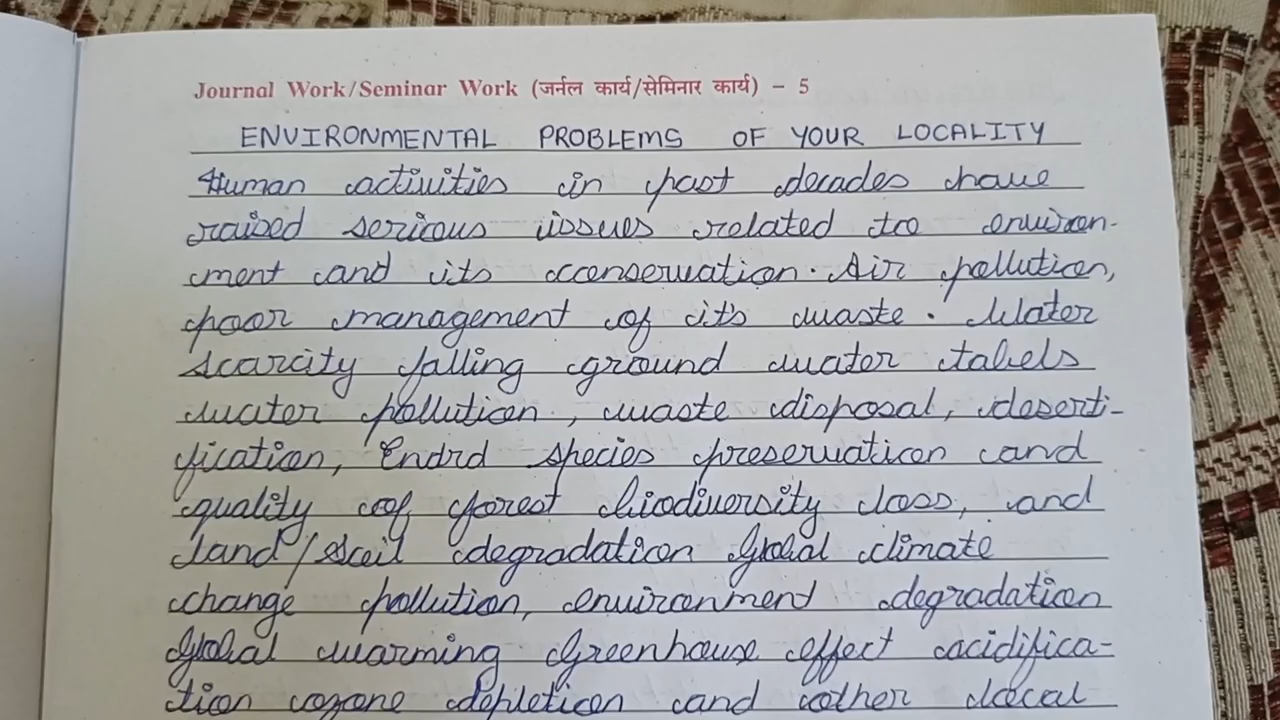 Journal Work/Seminar Work (जर्नल कार्य/सेमिनार कार्य) - 5
ENVIRONMENTAL PROBLEMS OF YOUR LOCALITY
Human activities in past decades have
raised serious issues related to environ-
ment and its conservation. Air pollution,
poor management of it's waste. Water
scarcity falling ground water tabels
water pollution, waste disposal, deserti-
fication, Endrd species preservation and
quality of forest biodiversity loss, and
land/soil degradation Global climate
change pollution, environment degradation
Global warming Greenhouse effect acidifica-
tion ozone depletion and other local